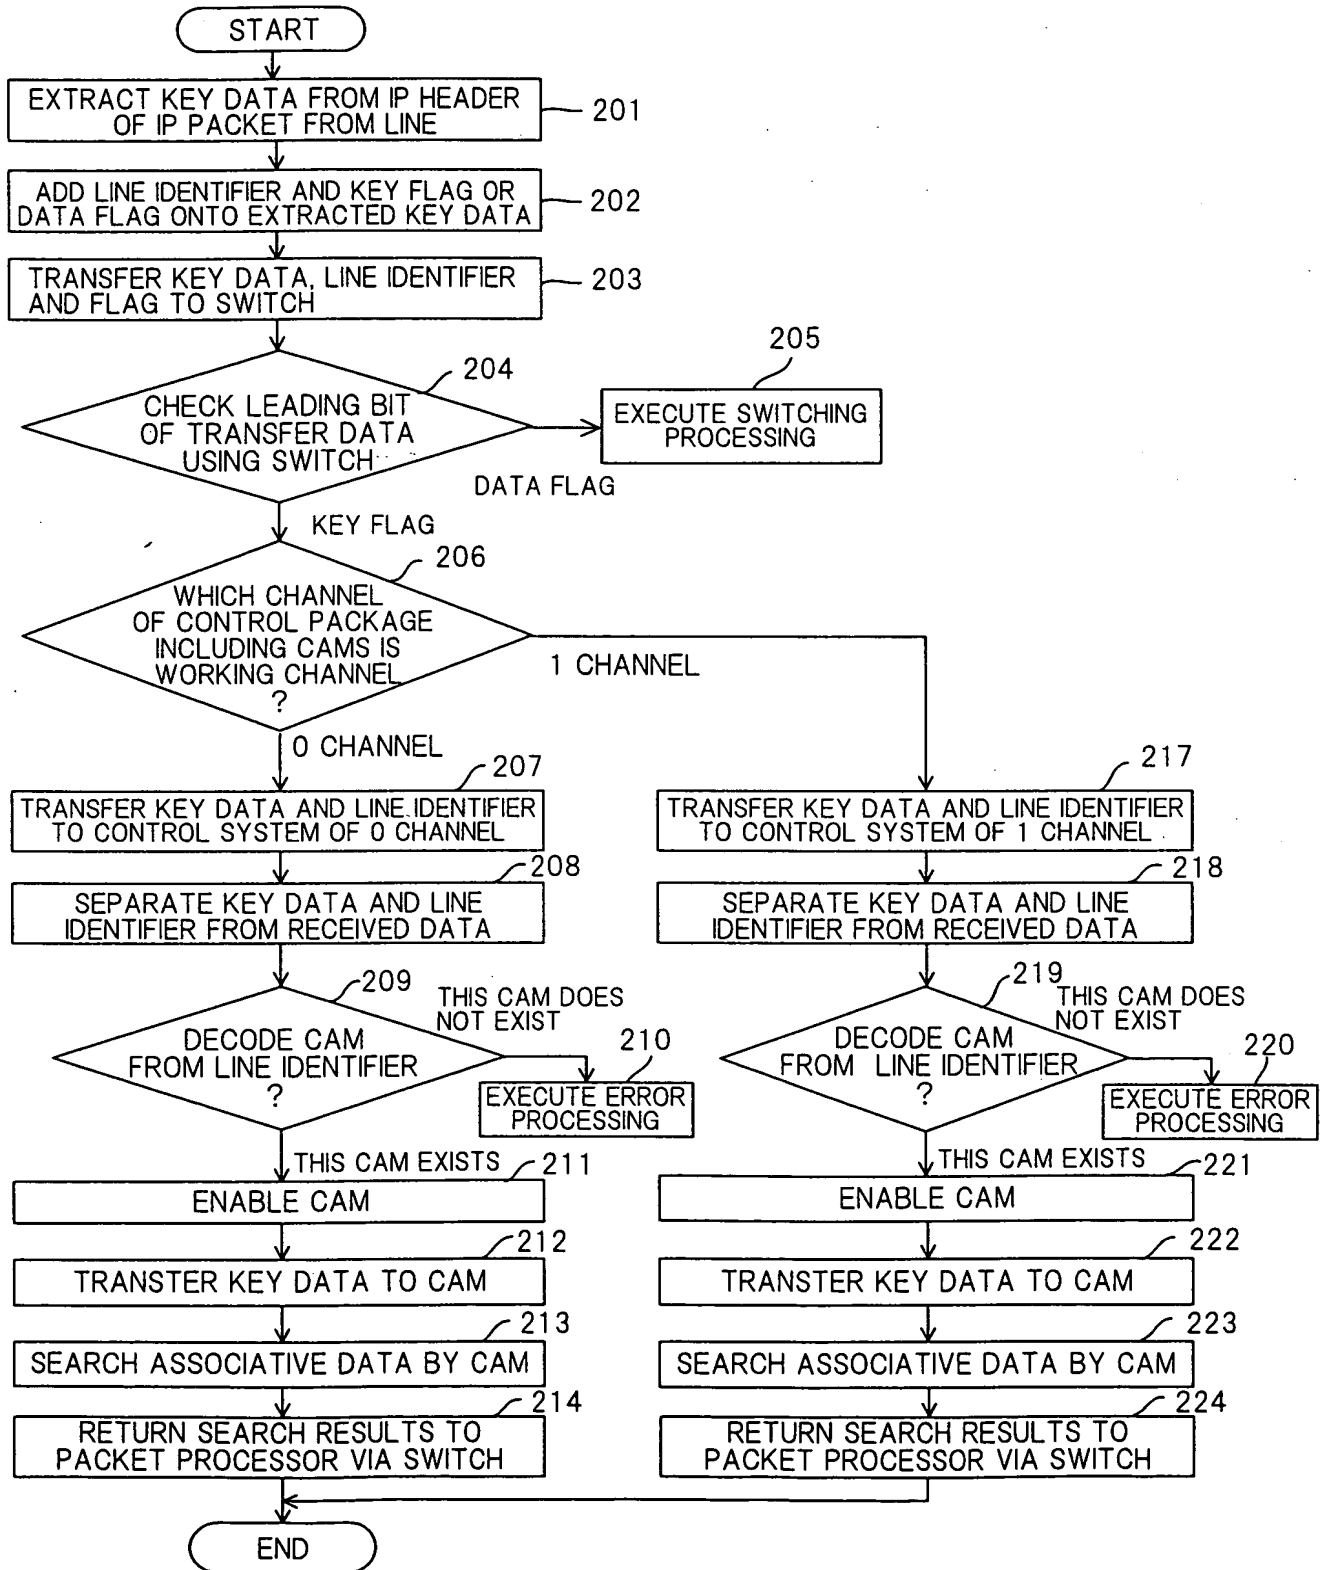 START
EXTRACT KEY DATA FROM IP HEADER
OF IP PACKET FROM LINE
201
ADD LINE IDENTIFIER AND KEY FLAG OR
DATA FLAG ONTO EXTRACTED KEY DATA
202
TRANSFER KEY DATA, LINE IDENTIFIER
AND FLAG TO SWITCH
203
204
CHECK LEADING BIT
OF TRANSFER DATA
USING SWITCH
205
EXECUTE SWITCHING
PROCESSING
DATA FLAG
KEY FLAG
206
WHICH CHANNEL
OF CONTROL PACKAGE
INCLUDING CAMS IS
WORKING CHANNEL
?
1 CHANNEL
0 CHANNEL
207
TRANSFER KEY DATA AND LINE IDENTIFIER
TO CONTROL SYSTEM OF 0 CHANNEL
208
SEPARATE KEY DATA AND LINE
IDENTIFIER FROM RECEIVED DATA
209
DECODE CAM
FROM LINE IDENTIFIER
?
THIS CAM DOES
NOT EXIST
210
EXECUTE ERROR
PROCESSING
THIS CAM EXISTS
211
ENABLE CAM
212
TRANSTER KEY DATA TO CAM
213
SEARCH ASSOCIATIVE DATA BY CAM
214
RETURN SEARCH RESULTS TO
PACKET PROCESSOR VIA SWITCH
217
TRANSFER KEY DATA AND LINE IDENTIFIER
TO CONTROL SYSTEM OF 1 CHANNEL
218
SEPARATE KEY DATA AND LINE
IDENTIFIER FROM RECEIVED DATA
219
DECODE CAM
FROM LINE IDENTIFIER
?
THIS CAM DOES
NOT EXIST
220
EXECUTE ERROR
PROCESSING
THIS CAM EXISTS
221
ENABLE CAM
222
TRANSTER KEY DATA TO CAM
223
SEARCH ASSOCIATIVE DATA BY CAM
224
RETURN SEARCH RESULTS TO
PACKET PROCESSOR VIA SWITCH
END